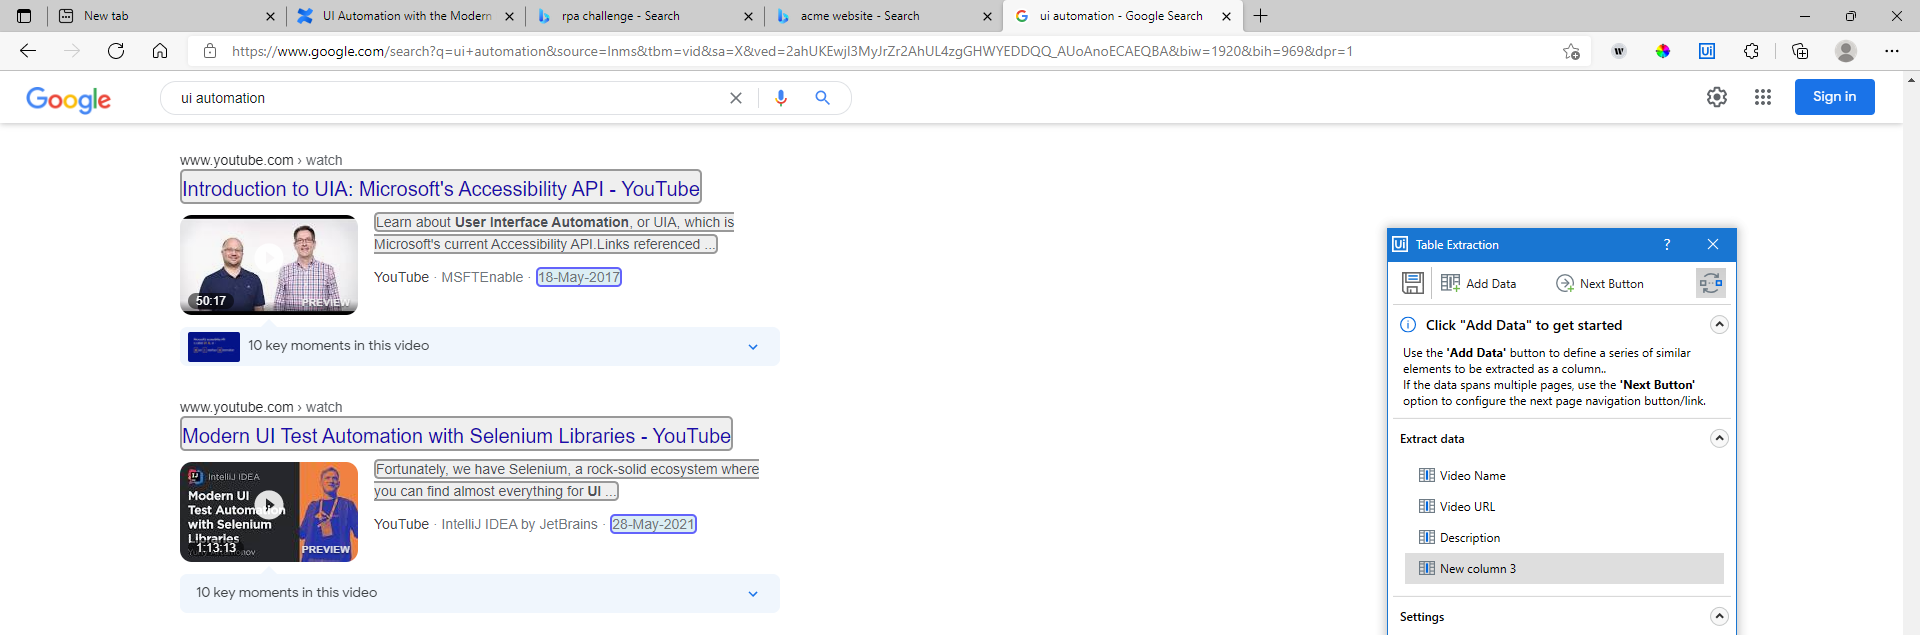 New tab
UI Automation with the Modern
rpa challenge - Search
acme website - Search
ui automation - Google Search
https://www.google.com/search?q=ui+automation&source=lnms&tbm=vid&sa=X&ved=2ahUKEwjI3MyJrZr2AhUL4zgGHWYEDDQQ_AUoAnoECAEQBA&biw=1920&bih=969&dpr=1
W
Ui
Google
ui automation
Sign in
www.youtube.com › watch
Introduction to UIA: Microsoft's Accessibility API - YouTube
Learn about User Interface Automation, or UIA, which is
Microsoft's current Accessibility API.Links referenced ...
YouTube · MSFTEnable · 18-May-2017
50:17
PREVIEW
10 key moments in this video
www.youtube.com › watch
Modern UI Test Automation with Selenium Libraries - YouTube
IntelliJ IDEA
Modern UI
Test Automation
with Selenium
Libraries
1:13:13
PREVIEW
Fortunately, we have Selenium, a rock-solid ecosystem where
you can find almost everything for UI ...
YouTube · IntelliJ IDEA by JetBrains · 28-May-2021
10 key moments in this video
Ui Table Extraction ?
Add Data Next Button
Click "Add Data" to get started
Use the 'Add Data' button to define a series of similar
elements to be extracted as a column..
If the data spans multiple pages, use the 'Next Button'
option to configure the next page navigation button/link.
Extract data
Video Name
Video URL
Description
New column 3
Settings